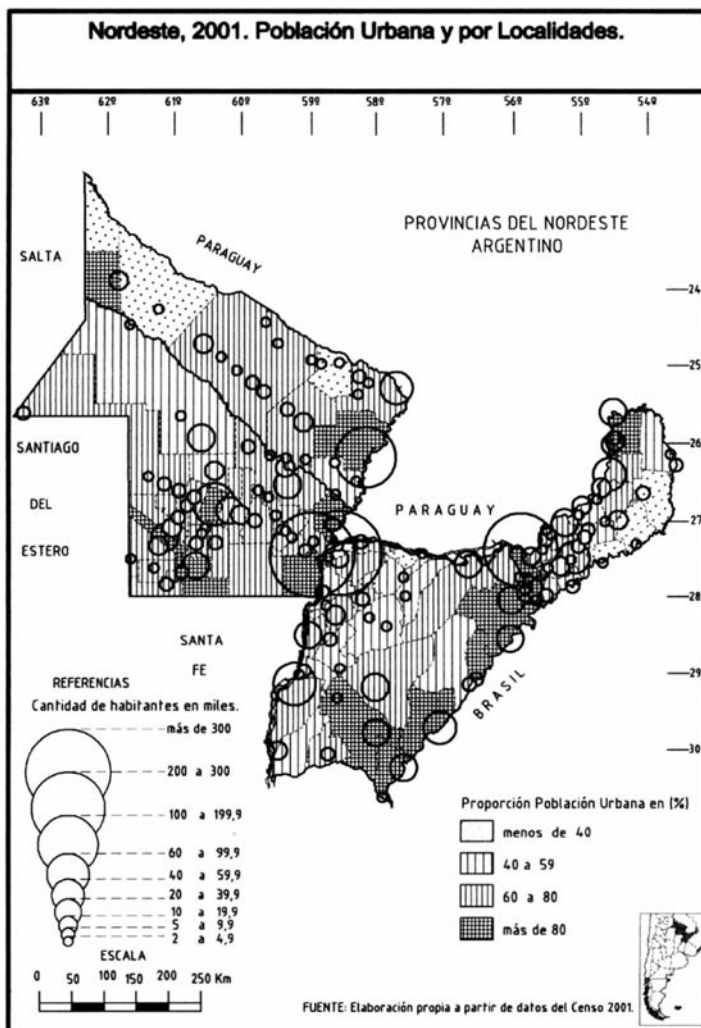 Nordeste, 2001. Población Urbana y por Localidades.
63º 62º 61º 60º 59º 58º 57º 56º 55º 54º
PROVINCIAS DEL NORDESTE
ARGENTINO
SALTA
PARAGUAY
24
25
SANTIAGO
26
DEL
PARAGUAY
27
ESTERO
28
SANTA
FE
29
BRASIL
30
REFERENCIAS
Cantidad de habitantes en miles.
más de 300
200 a 300
100 a 199,9
60 a 99,9
40 a 59,9
20 a 39,9
10 a 19,9
5 a 9,9
2 a 4,9
Proporción Población Urbana en (%)
menos de 40
40 a 59
60 a 80
más de 80
ESCALA
0 50 100 150 200 250 Km
FUENTE: Elaboración propia a partir de datos del Censo 2001.